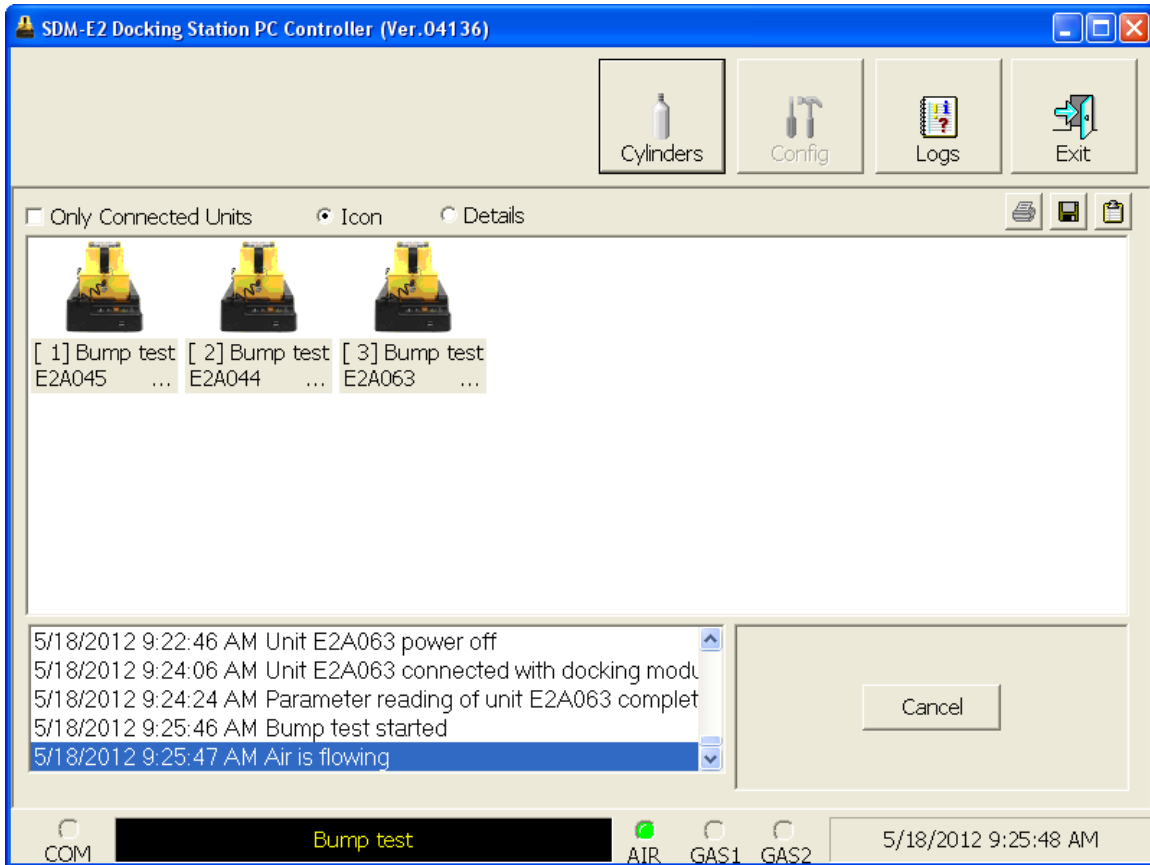 SDM-E2 Docking Station PC Controller (Ver.04136)
Cylinders
Config
Logs
Exit
Only Connected Units
Icon
Details
[ 1] Bump test
E2A045 ...
[ 2] Bump test
E2A044 ...
[ 3] Bump test
E2A063 ...
5/18/2012 9:22:46 AM Unit E2A063 power off
5/18/2012 9:24:06 AM Unit E2A063 connected with docking modu
5/18/2012 9:24:24 AM Parameter reading of unit E2A063 complet
5/18/2012 9:25:46 AM Bump test started
5/18/2012 9:25:47 AM Air is flowing
Cancel
COM
Bump test
AIR
GAS1
GAS2
5/18/2012 9:25:48 AM